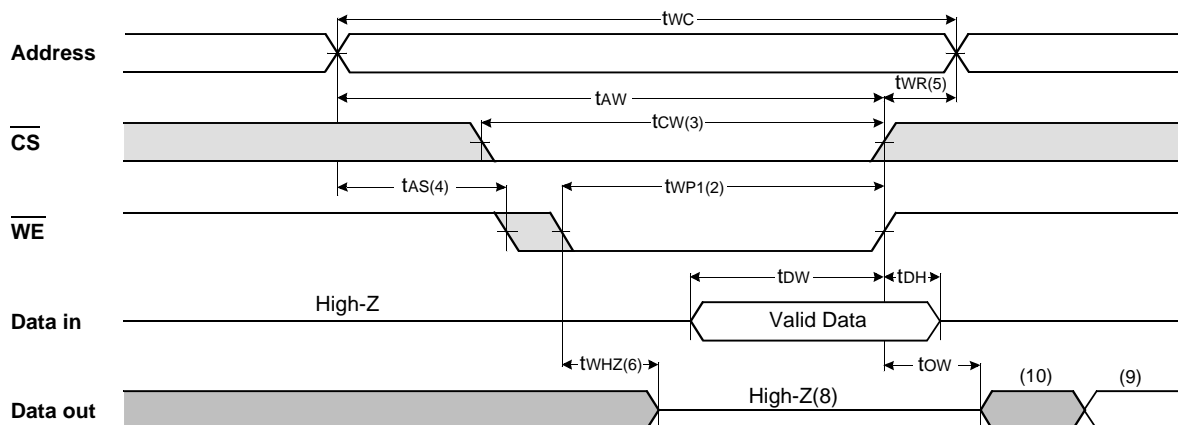 tWC
Address
tWR(5)
tAW
tCW(3)
CS
tAS(4)
tWP1(2)
WE
tDW
tDH
High-Z
Data in
Valid Data
tWHZ(6)
tOW
(10)
(9)
High-Z(8)
Data out